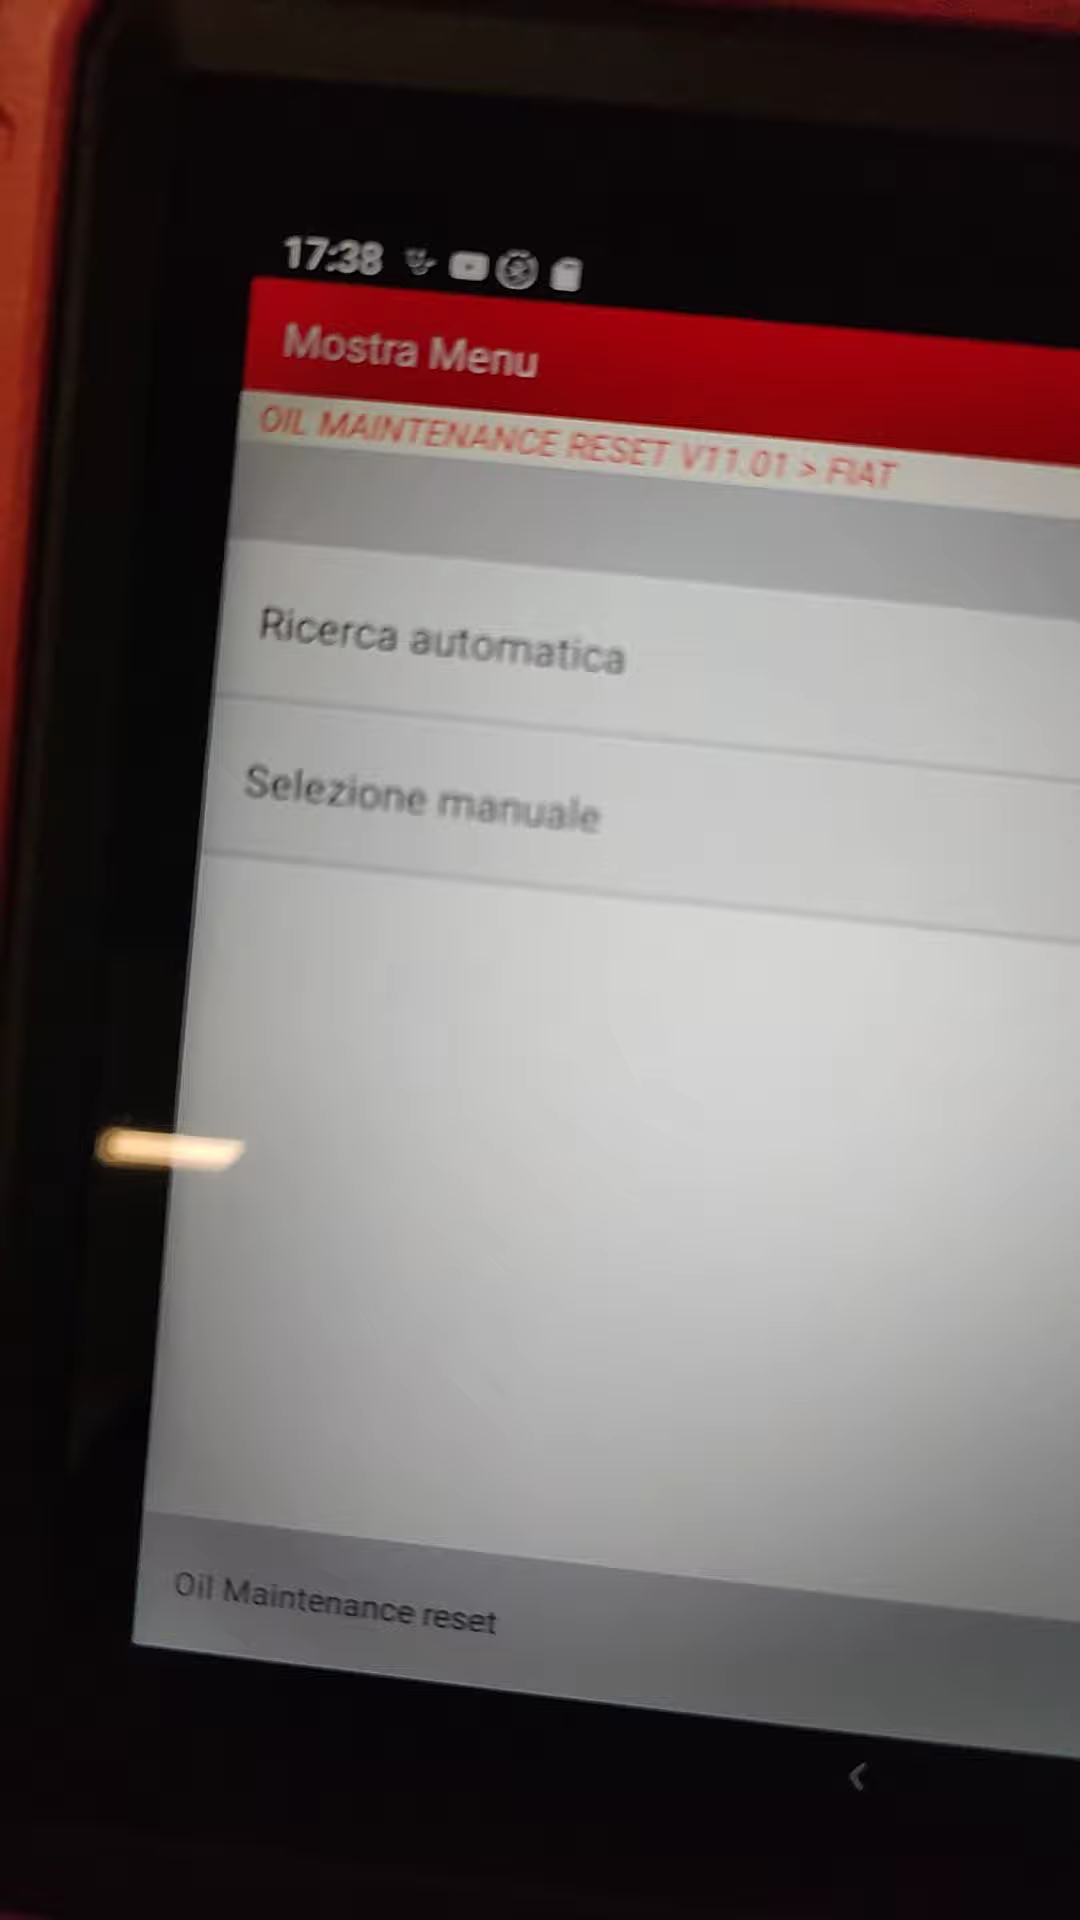 17:38
Mostra Menu
OIL MAINTENANCE RESET V11.01 > FIAT
Ricerca automatica
Selezione manuale
Oil Maintenance reset